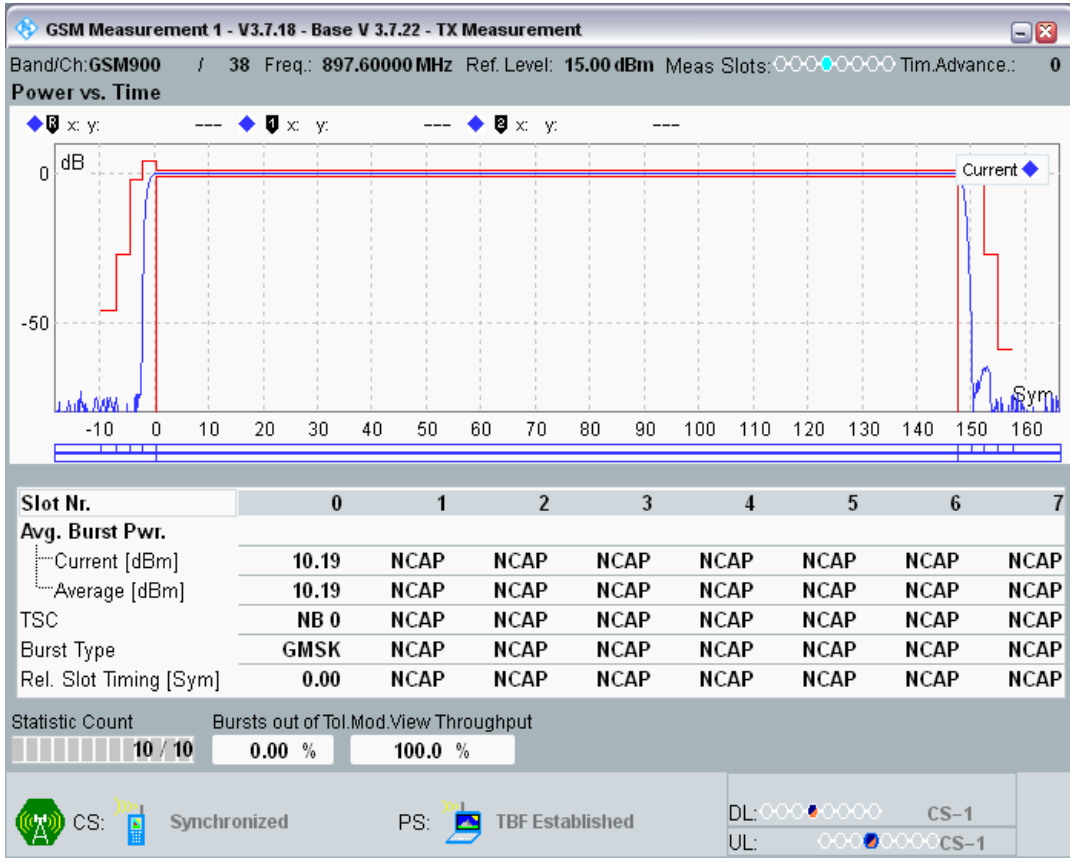 GSM Measurement 1 - V3.7.18 - Base V 3.7.22 - TX Measurement
Band/Ch:GSM900 / 38 Freq.: 897.60000 MHz Ref. Level: 15.00 dBm Meas Slots: Tim.Advance.: 0
Power vs. Time
R x: y: --- 1 x: y: --- 2 x: y: ---
dB
Current
0
-50
Sym
-10 0 10 20 30 40 50 60 70 80 90 100 110 120 130 140 150 160
Slot Nr. 0 1 2 3 4 5 6 7
Avg. Burst Pwr.
Current [dBm] 10.19 NCAP NCAP NCAP NCAP NCAP NCAP NCAP
Average [dBm] 10.19 NCAP NCAP NCAP NCAP NCAP NCAP NCAP
TSC NB 0 NCAP NCAP NCAP NCAP NCAP NCAP NCAP
Burst Type GMSK NCAP NCAP NCAP NCAP NCAP NCAP NCAP
Rel. Slot Timing [Sym] 0.00 NCAP NCAP NCAP NCAP NCAP NCAP NCAP
Statistic Count Bursts out of Tol.Mod.View Throughput
10 / 10 0.00 % 100.0 %
CS: Synchronized PS: TBF Established DL: CS-1
UL: CS-1